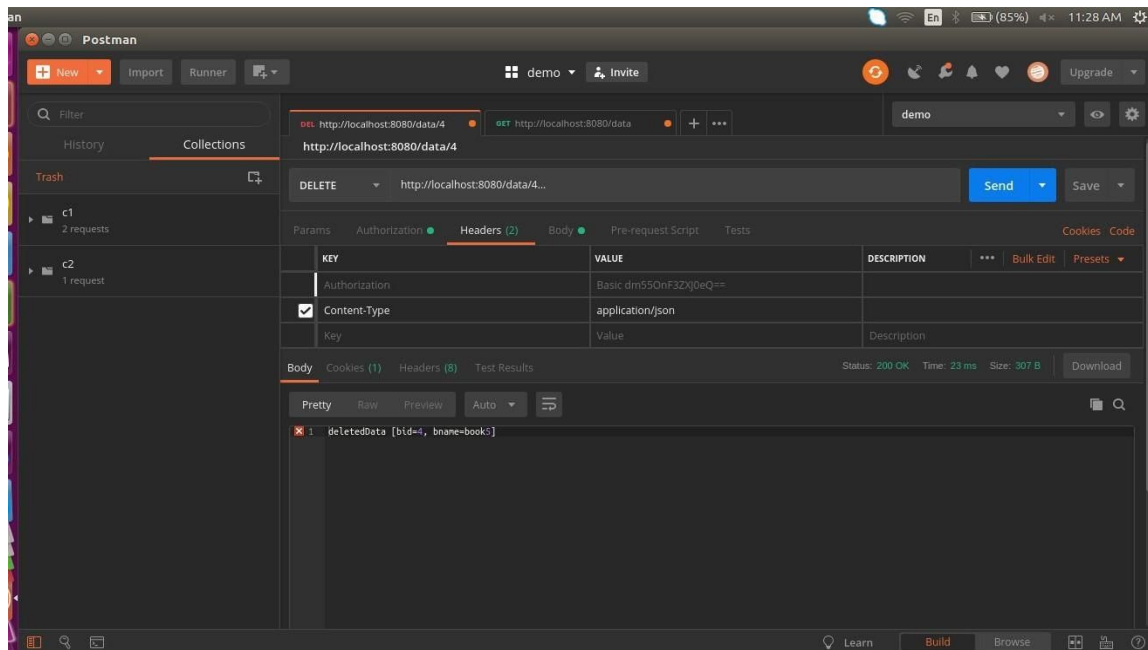 an
En
(85%)
11:28 AM
Postman
New
Import
Runner
demo
Invite
Upgrade
Filter
History
Collections
Trash
c1
2 requests
c2
1 request
DEL http://localhost:8080/data/4
GET http://localhost:8080/data
demo
http://localhost:8080/data/4
DELETE
http://localhost:8080/data/4...
Send
Save
Params
Authorization
Headers (2)
Body
Pre-request Script
Tests
Cookies Code
KEY
VALUE
DESCRIPTION
Bulk Edit
Presets
Authorization
Basic
Content-Type
application/json
Key
Value
Description
Body
Cookies (1)
Headers (8)
Test Results
Status: 200 OK Time: 23 ms Size: 307 B
Download
Pretty
Raw
Preview
Auto
1 deletedData [bid=4, bname=book5]
Learn
Build
Browse